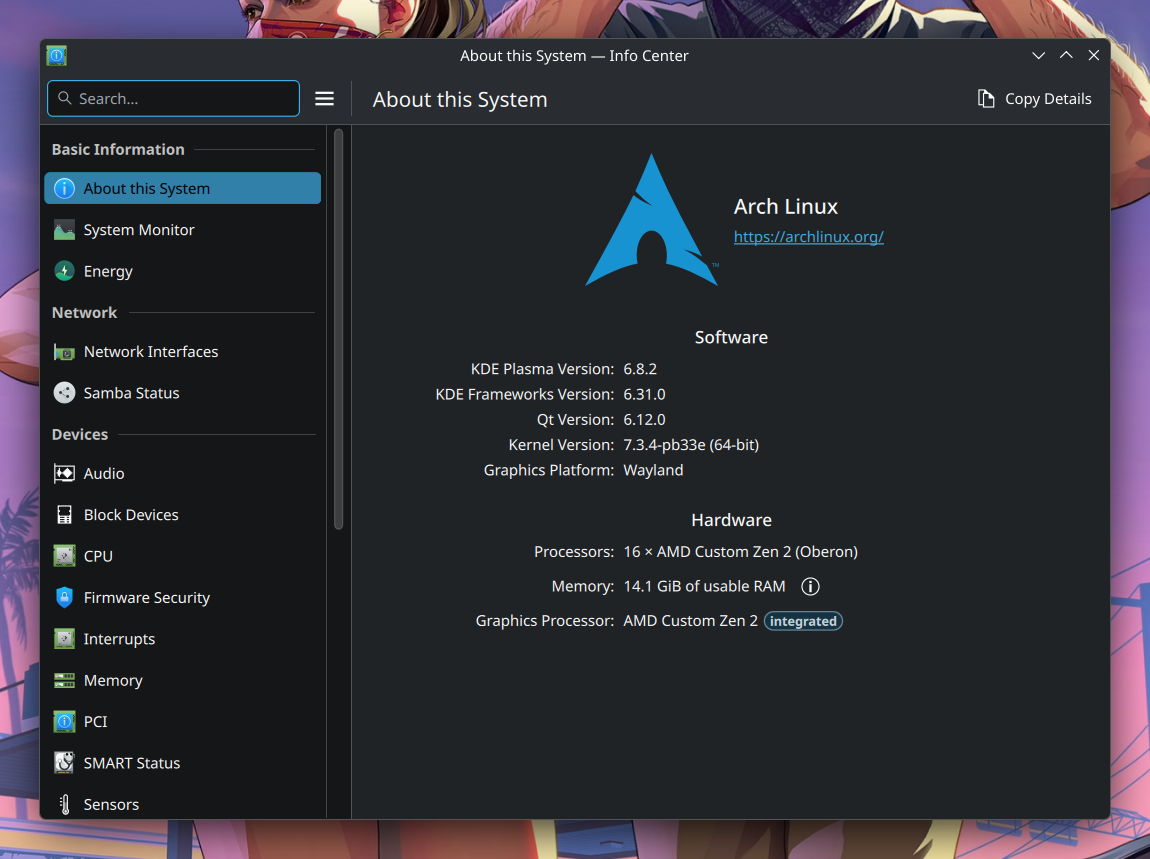 About this System — Info Center
Search...
About this System
Copy Details
Basic Information
About this System
System Monitor
Energy
Network
Network Interfaces
Samba Status
Devices
Audio
Block Devices
CPU
Firmware Security
Interrupts
Memory
PCI
SMART Status
Sensors
TM
Arch Linux
https://archlinux.org/
Software
KDE Plasma Version: 6.8.2
KDE Frameworks Version: 6.31.0
Qt Version: 6.12.0
Kernel Version: 7.3.4-pb33e (64-bit)
Graphics Platform: Wayland
Hardware
Processors: 16 × AMD Custom Zen 2 (Oberon)
Memory: 14.1 GiB of usable RAM
Graphics Processor: AMD Custom Zen 2 integrated